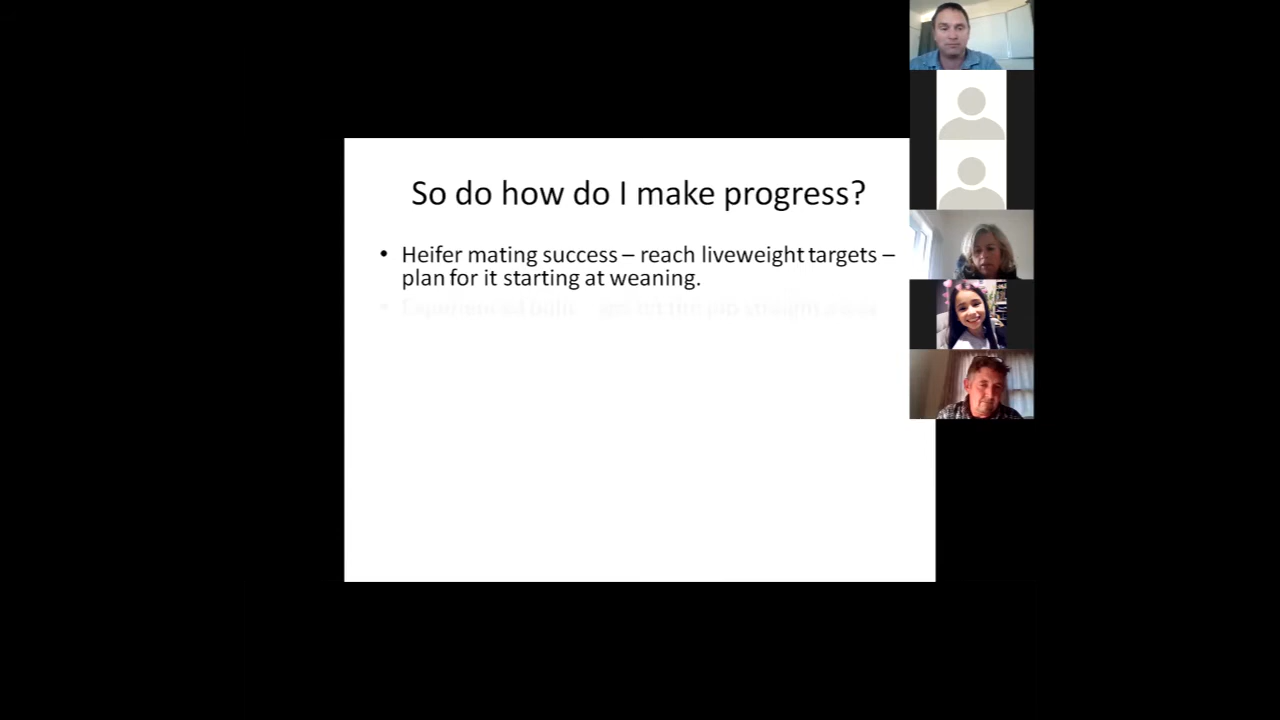 So do how do I make progress?
• Heifer mating success – reach liveweight targets –
plan for it starting at weaning.